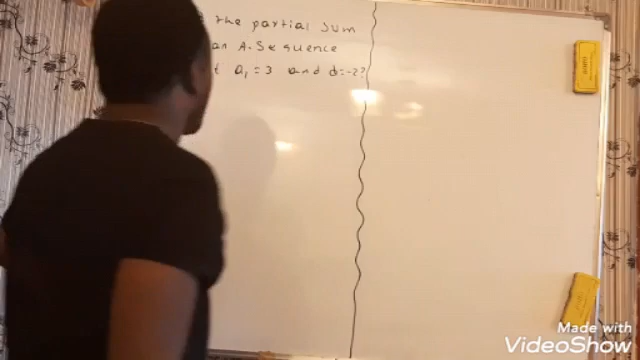 the partial sum
an A.Sequence
a₁ = 3 and d=-2?
Made with
VideoShow